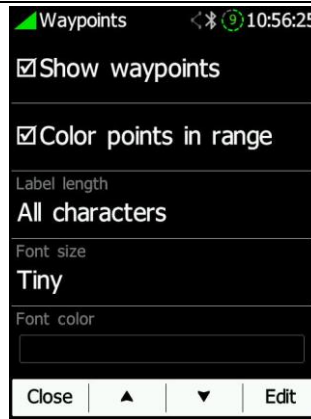 Waypoints 9 10:56:25
Show waypoints
Color points in range
Label length
All characters
Font size
Tiny
Font color
Close Edit